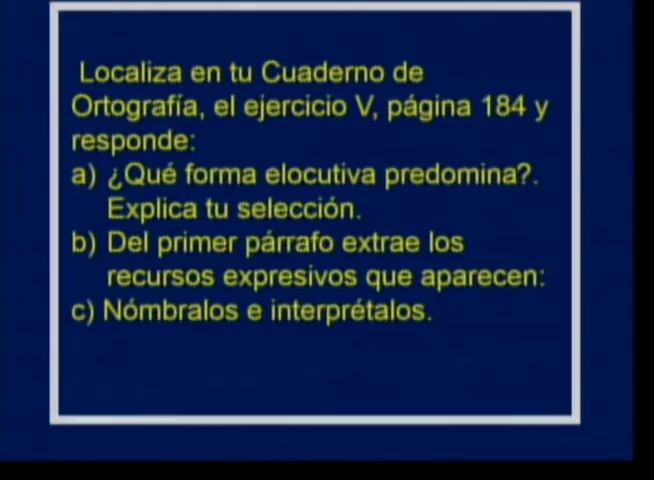 Localiza en tu Cuaderno de
Ortografía, el ejercicio V, página 184 y
responde:
a) ¿Qué forma elocutiva predomina?.
Explica tu selección.
b) Del primer párrafo extrae los
recursos expresivos que aparecen:
c) Nómbralos e interprétalos.